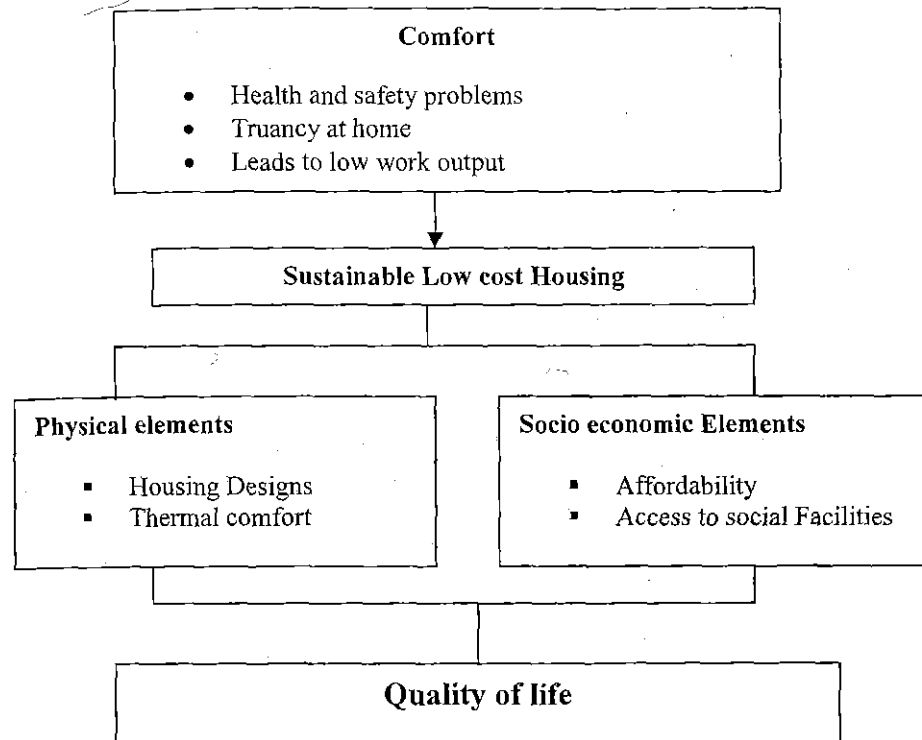 Comfort
• Health and safety problems
• Truancy at home
• Leads to low work output
Sustainable Low cost Housing
Physical elements
▪ Housing Designs
▪ Thermal comfort
Socio economic Elements
▪ Affordability
▪ Access to social Facilities
Quality of life